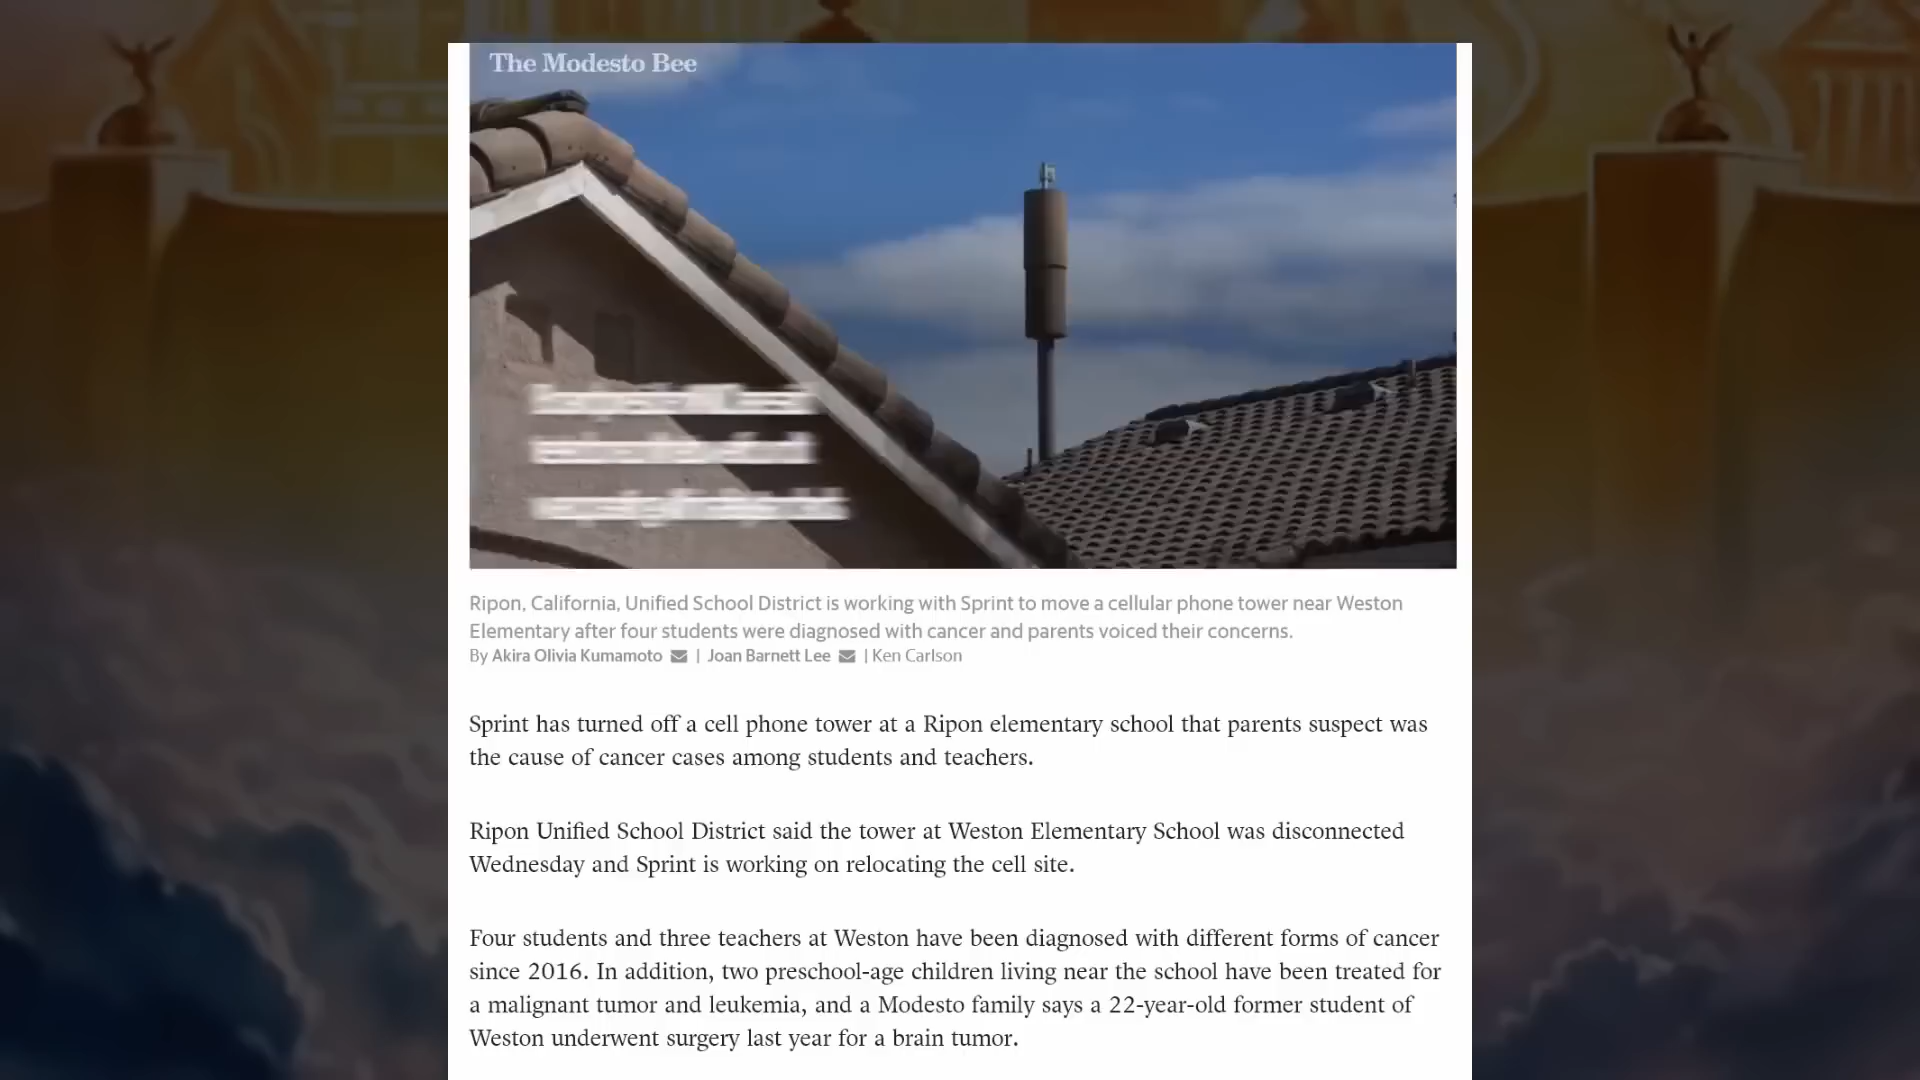 The Modesto Bee
Ripon, California, Unified School District is working with Sprint to move a cellular phone tower near Weston
Elementary after four students were diagnosed with cancer and parents voiced their concerns.
By Akira Olivia Kumamoto | Joan Barnett Lee | Ken Carlson
Sprint has turned off a cell phone tower at a Ripon elementary school that parents suspect was
the cause of cancer cases among students and teachers.
Ripon Unified School District said the tower at Weston Elementary School was disconnected
Wednesday and Sprint is working on relocating the cell site.
Four students and three teachers at Weston have been diagnosed with different forms of cancer
since 2016. In addition, two preschool-age children living near the school have been treated for
a malignant tumor and leukemia, and a Modesto family says a 22-year-old former student of
Weston underwent surgery last year for a brain tumor.